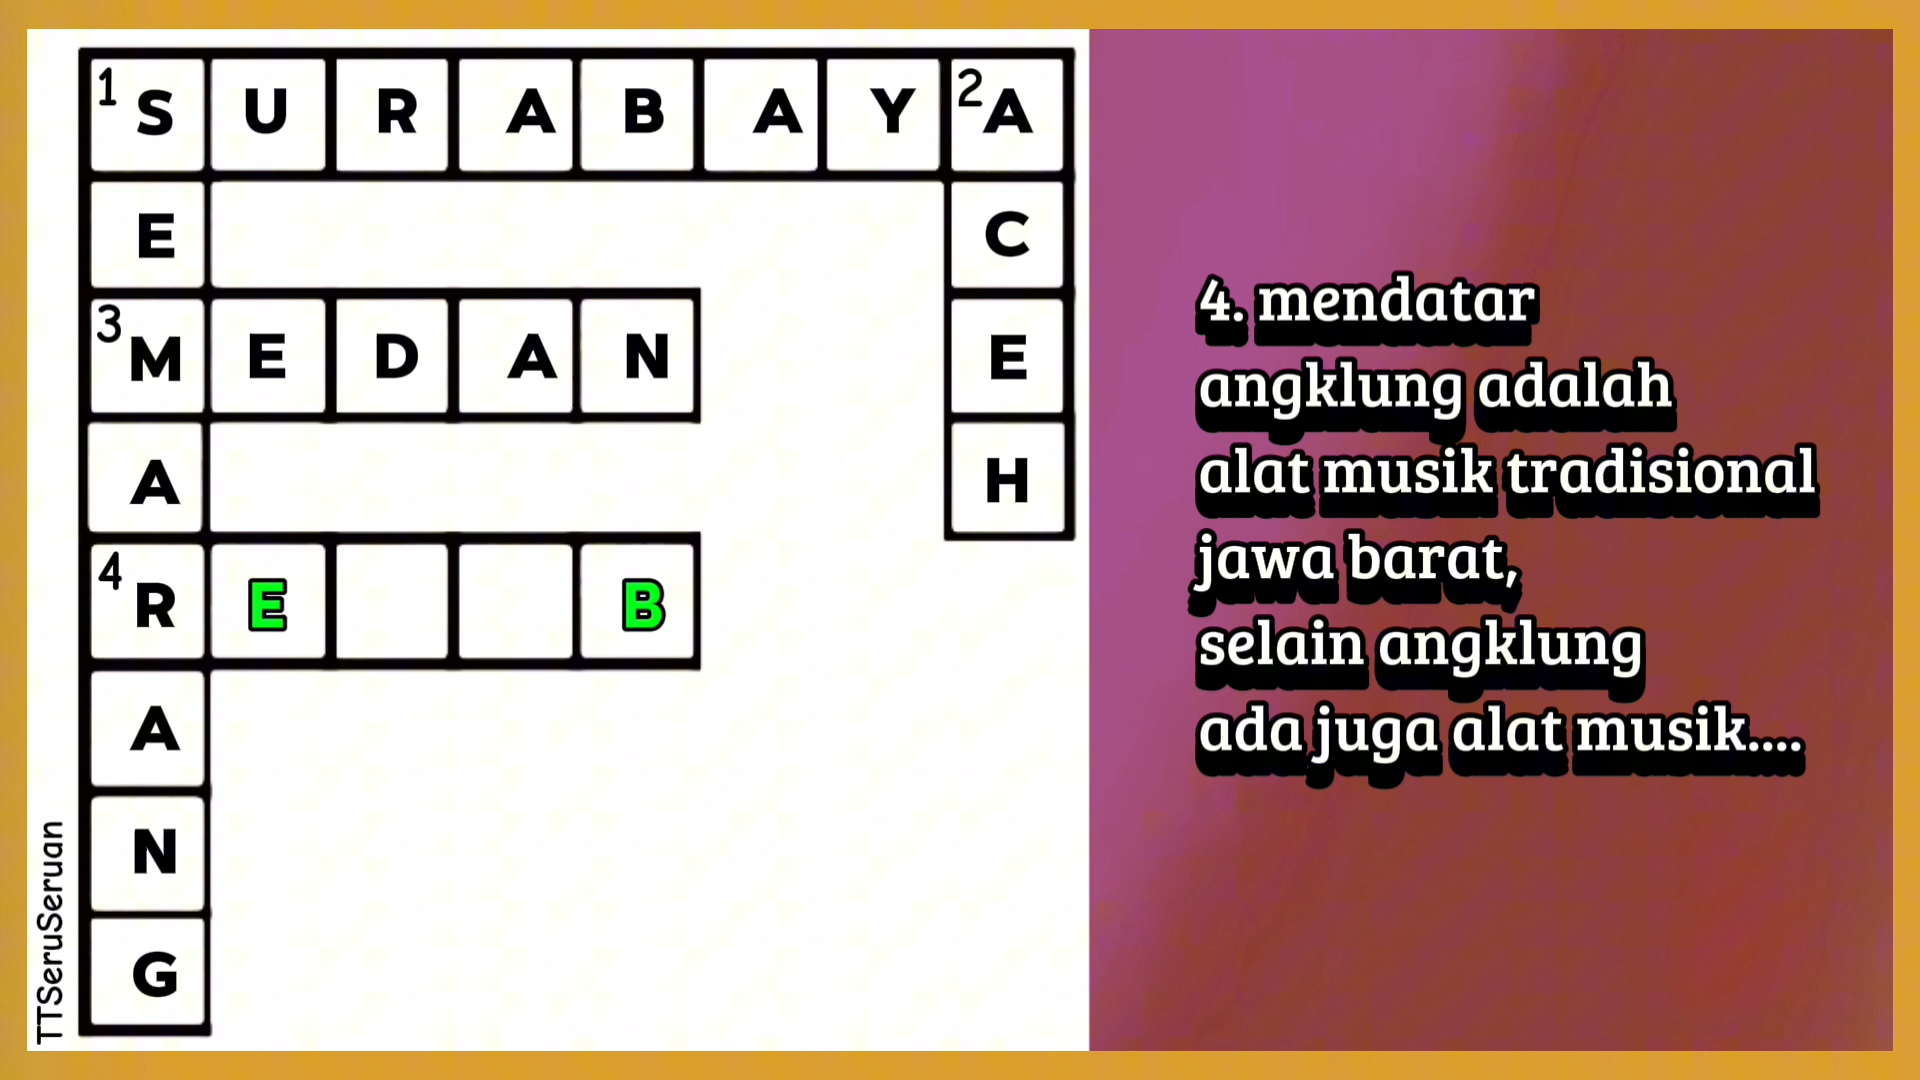 1 S U R A B A Y 2 A
E C
3 M E D A N E
A H
4 R E B
A
N
G
TTSeruSeruan
4. mendatar
angklung adalah
alat musik tradisional
jawa barat,
selain angklung
ada juga alat musik....